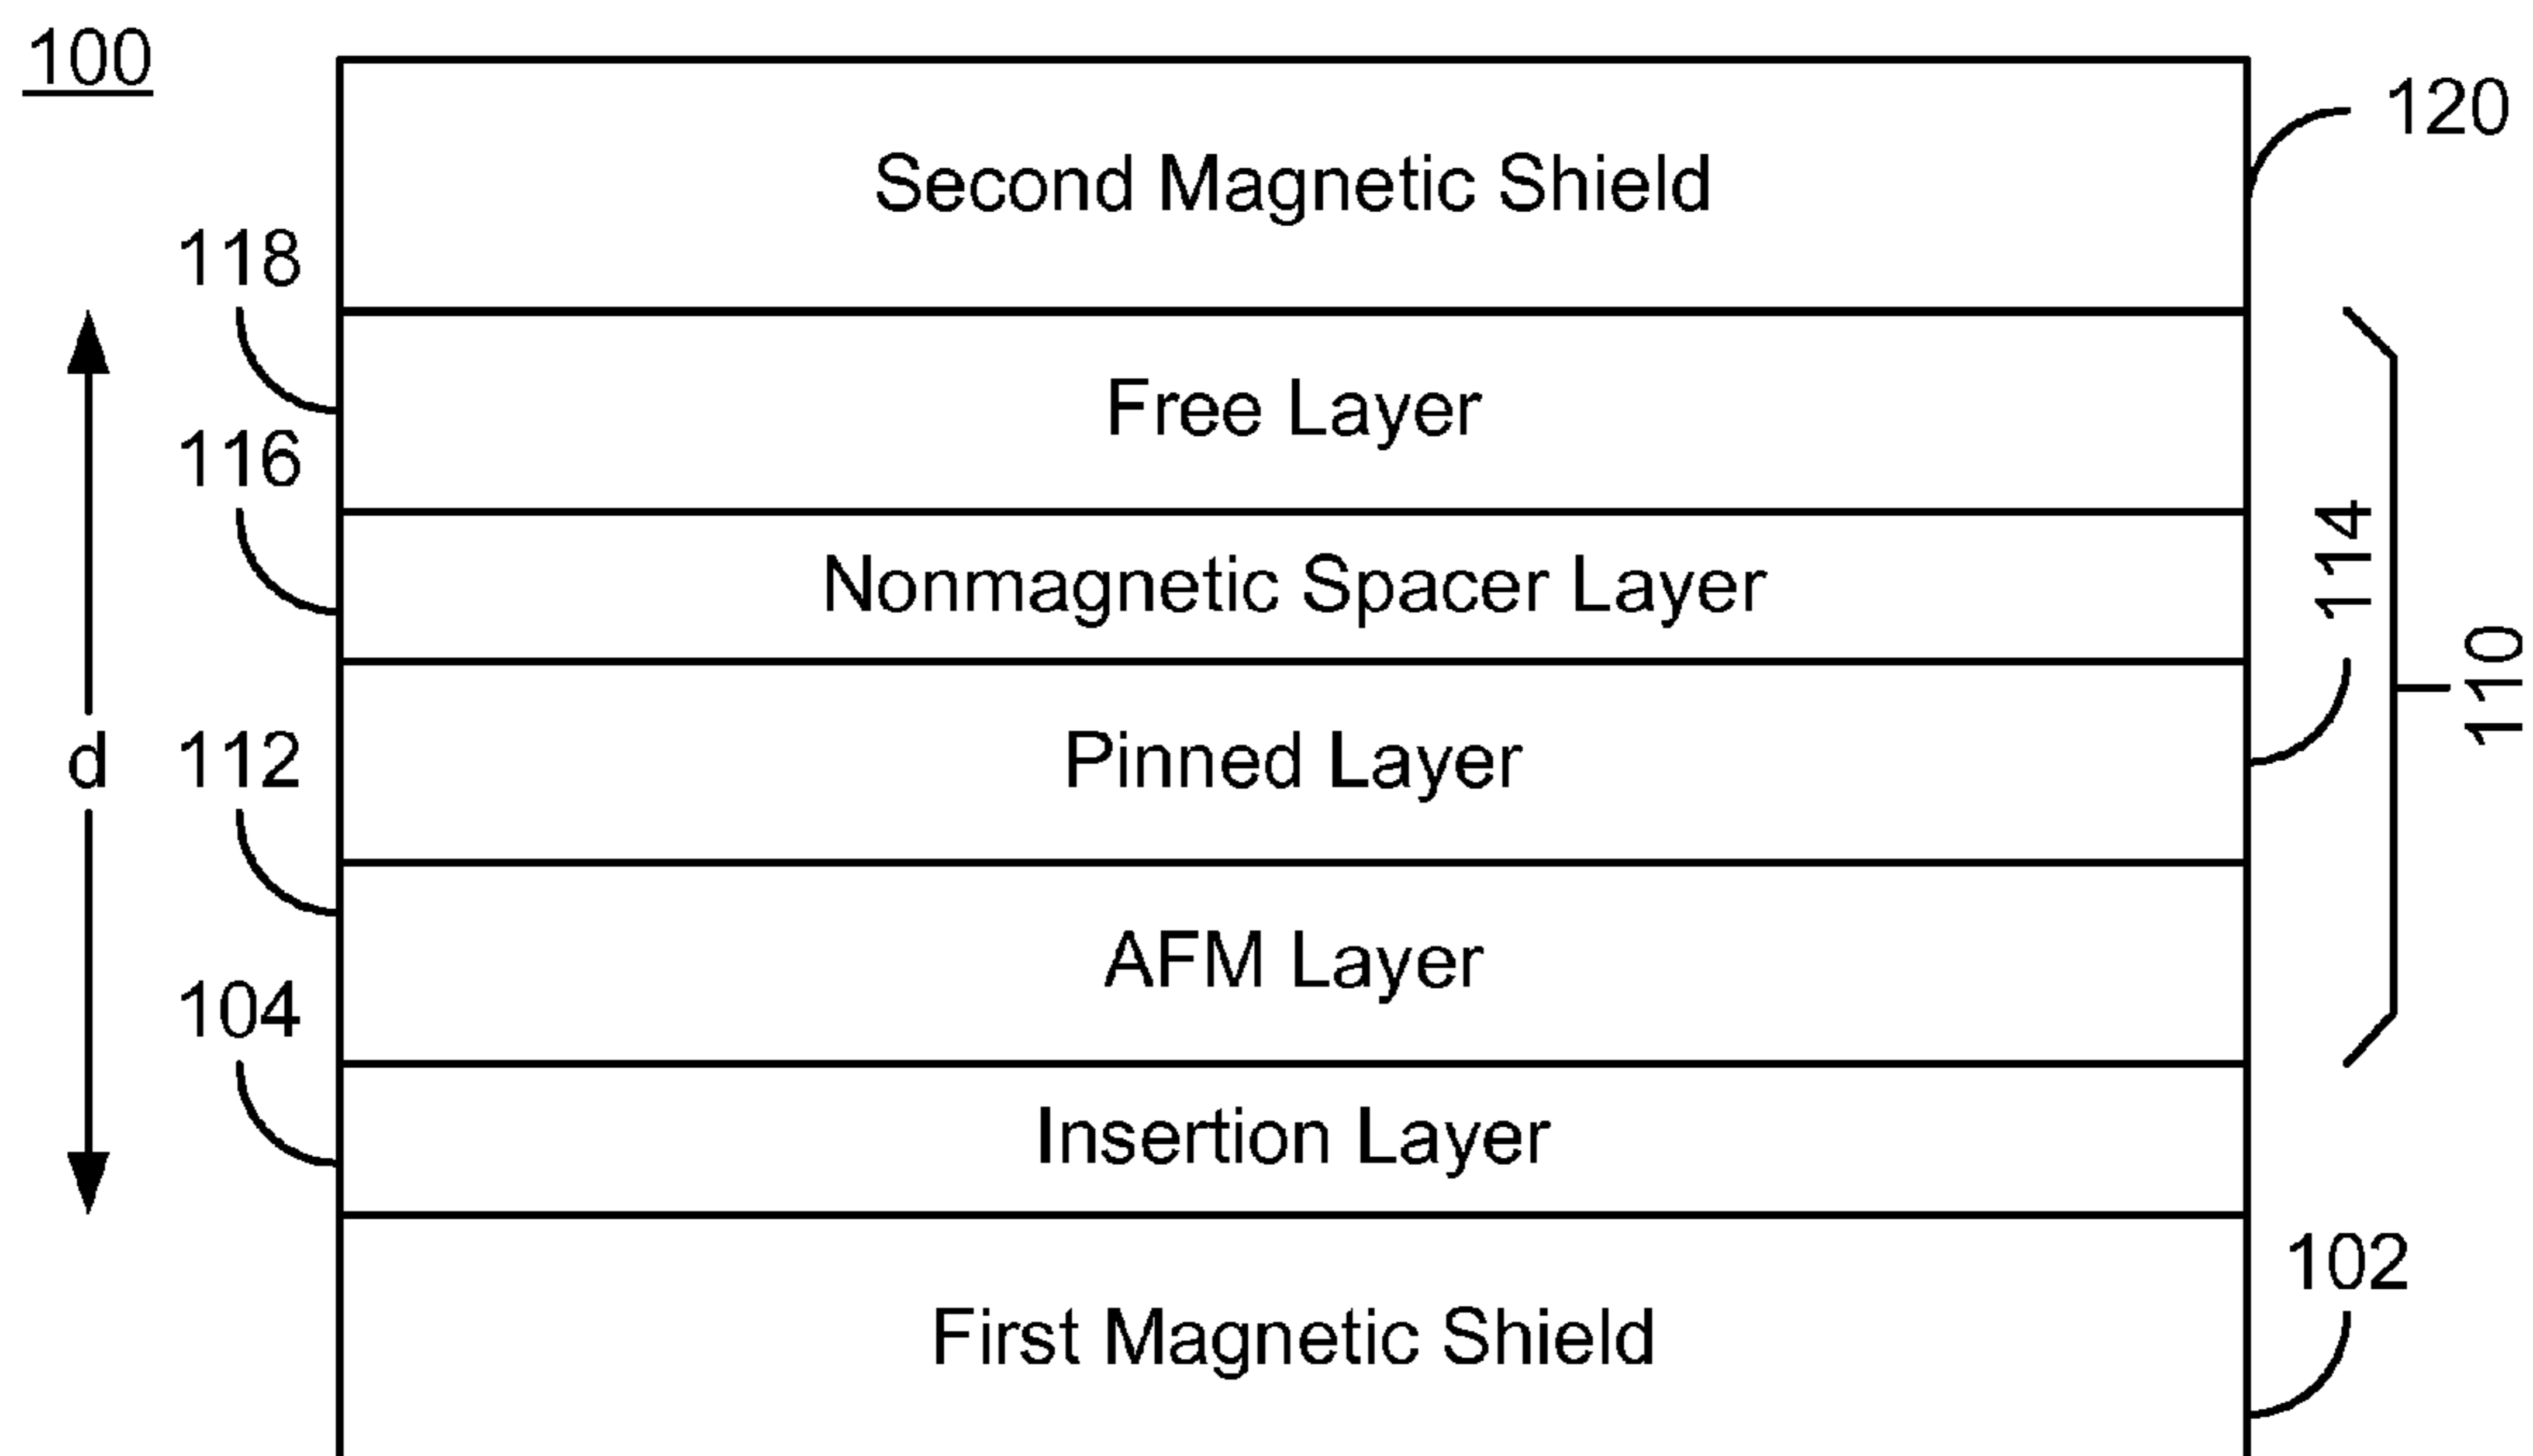 100
120
Second Magnetic Shield
118
Free Layer
116
114
Nonmagnetic Spacer Layer
110
d
112
Pinned Layer
AFM Layer
104
Insertion Layer
102
First Magnetic Shield